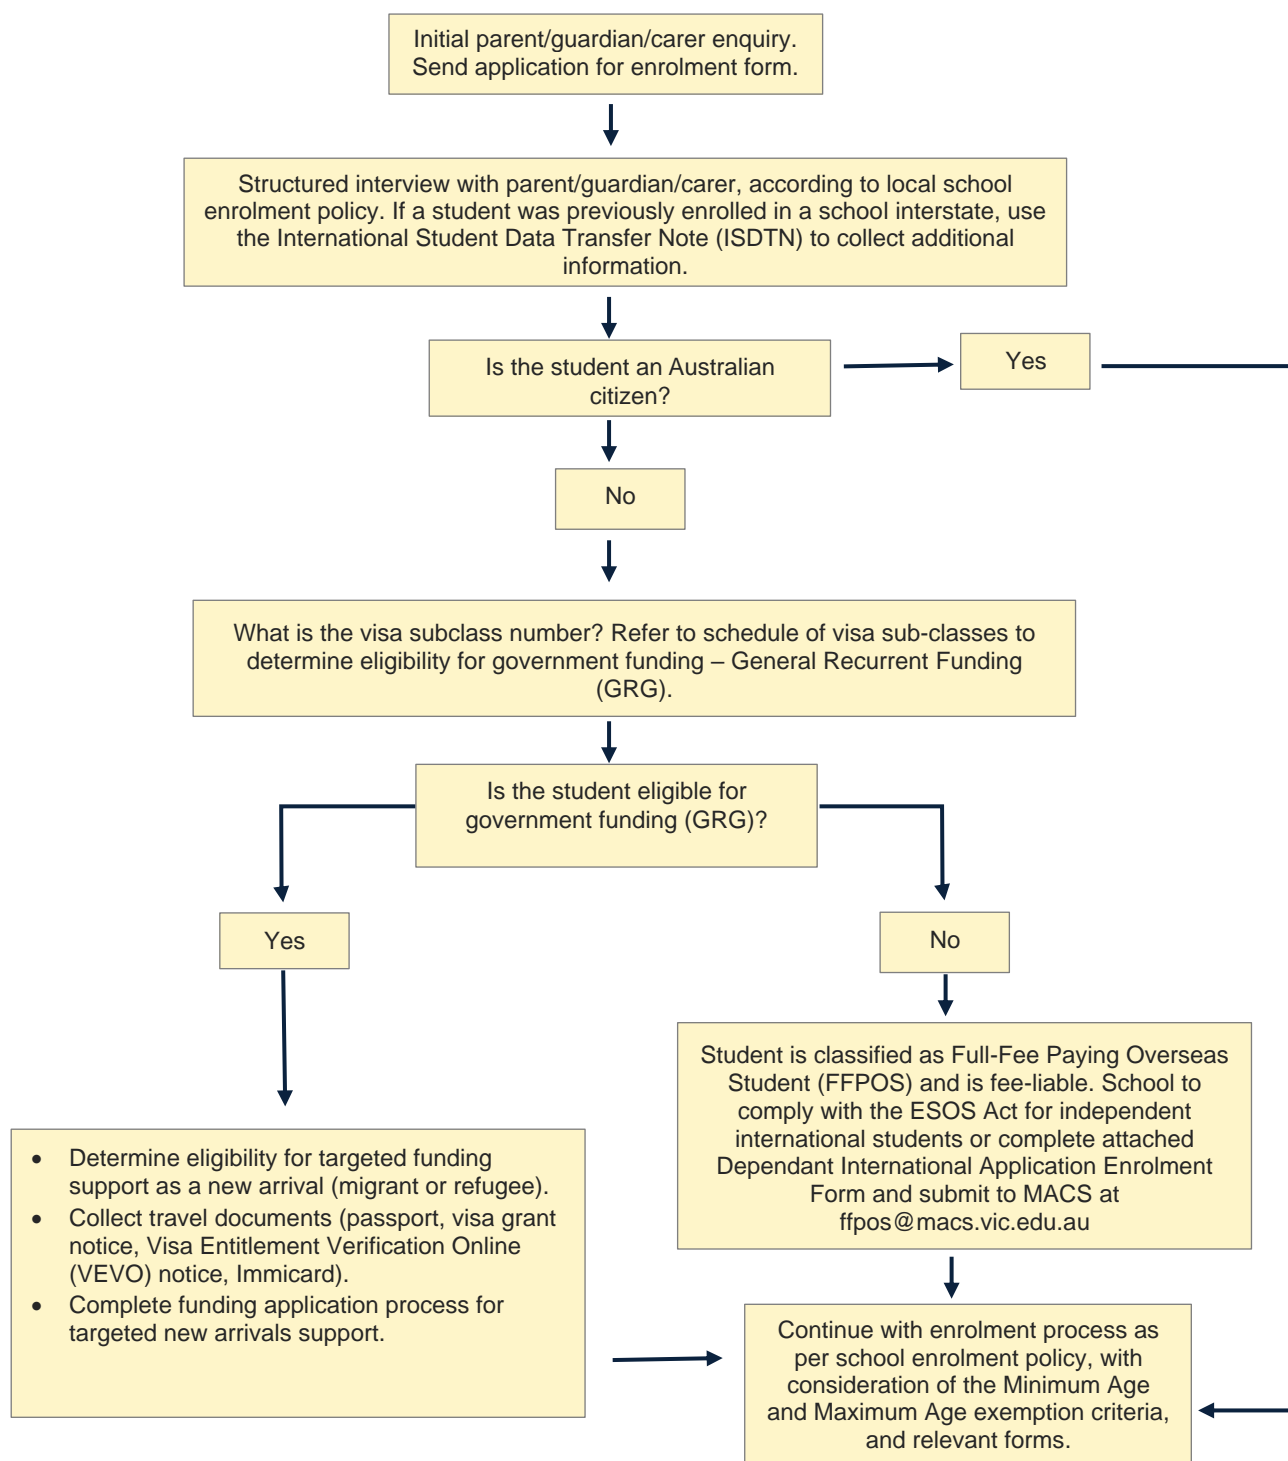 Initial parent/guardian/carer enquiry.
Send application for enrolment form.
Structured interview with parent/guardian/carer, according to local school
enrolment policy. If a student was previously enrolled in a school interstate, use
the International Student Data Transfer Note (ISDTN) to collect additional
information.
Is the student an Australian
citizen?
Yes
No
What is the visa subclass number? Refer to schedule of visa sub-classes to
determine eligibility for government funding – General Recurrent Funding
(GRG).
Is the student eligible for
government funding (GRG)?
Yes
No
Student is classified as Full-Fee Paying Overseas
Student (FFPOS) and is fee-liable. School to
comply with the ESOS Act for independent
international students or complete attached
Dependant International Application Enrolment
Form and submit to MACS at
ffpos@macs.vic.edu.au
• Determine eligibility for targeted funding
support as a new arrival (migrant or refugee).
• Collect travel documents (passport, visa grant
notice, Visa Entitlement Verification Online
(VEVO) notice, Immicard).
• Complete funding application process for
targeted new arrivals support.
Continue with enrolment process as
per school enrolment policy, with
consideration of the Minimum Age
and Maximum Age exemption criteria,
and relevant forms.